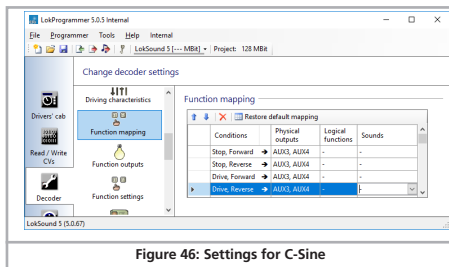 LokProgrammer 5.0.5 Internal
File Programmer Tools Help Internal
LokSound 5 [--- MBit] Project: 128 MBit
Change decoder settings
Drivers' cab
Read / Write CVs
Decoder
Driving characteristics
Function mapping
Function outputs
Function settings
Function mapping
Restore default mapping
Conditions Physical outputs Logical functions Sounds
Stop, Forward AUX3, AUX4 - -
Stop, Reverse AUX3, AUX4 - -
Drive, Forward AUX3, AUX4 - -
Drive, Reverse AUX3, AUX4 - -
LokSound 5 (5.0.67)
Figure 46: Settings for C-Sine